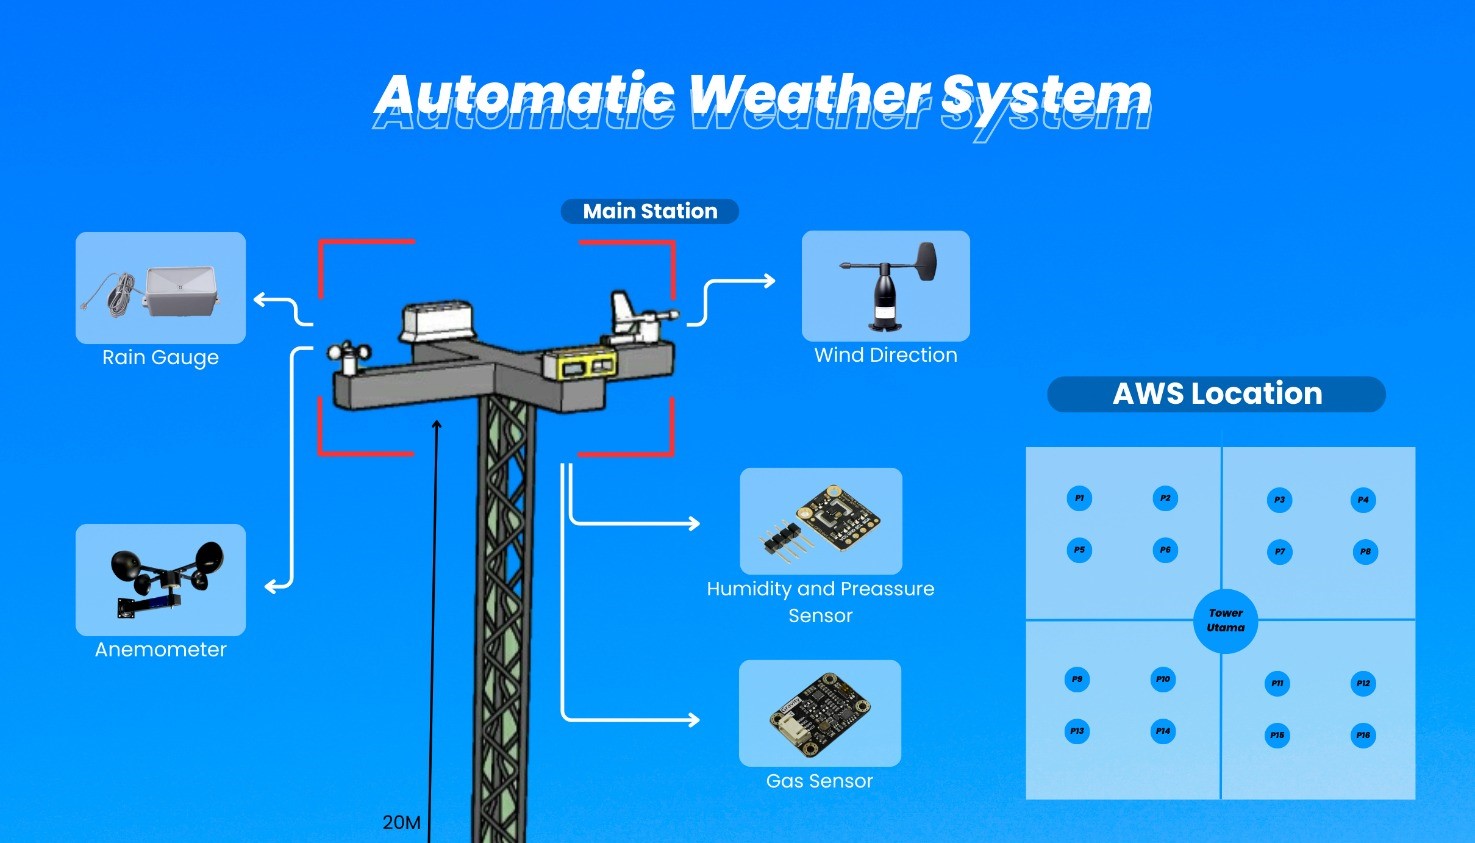 Automatic Weather System
Main Station
Rain Gauge
Wind Direction
Anemometer
Humidity and Preassure
Sensor
Gas Sensor
20M
AWS Location
P1 P2 P3 P4
P5 P6 P7 P8
Tower
Utama
P9 P10 P11 P12
P13 P14 P15 P16